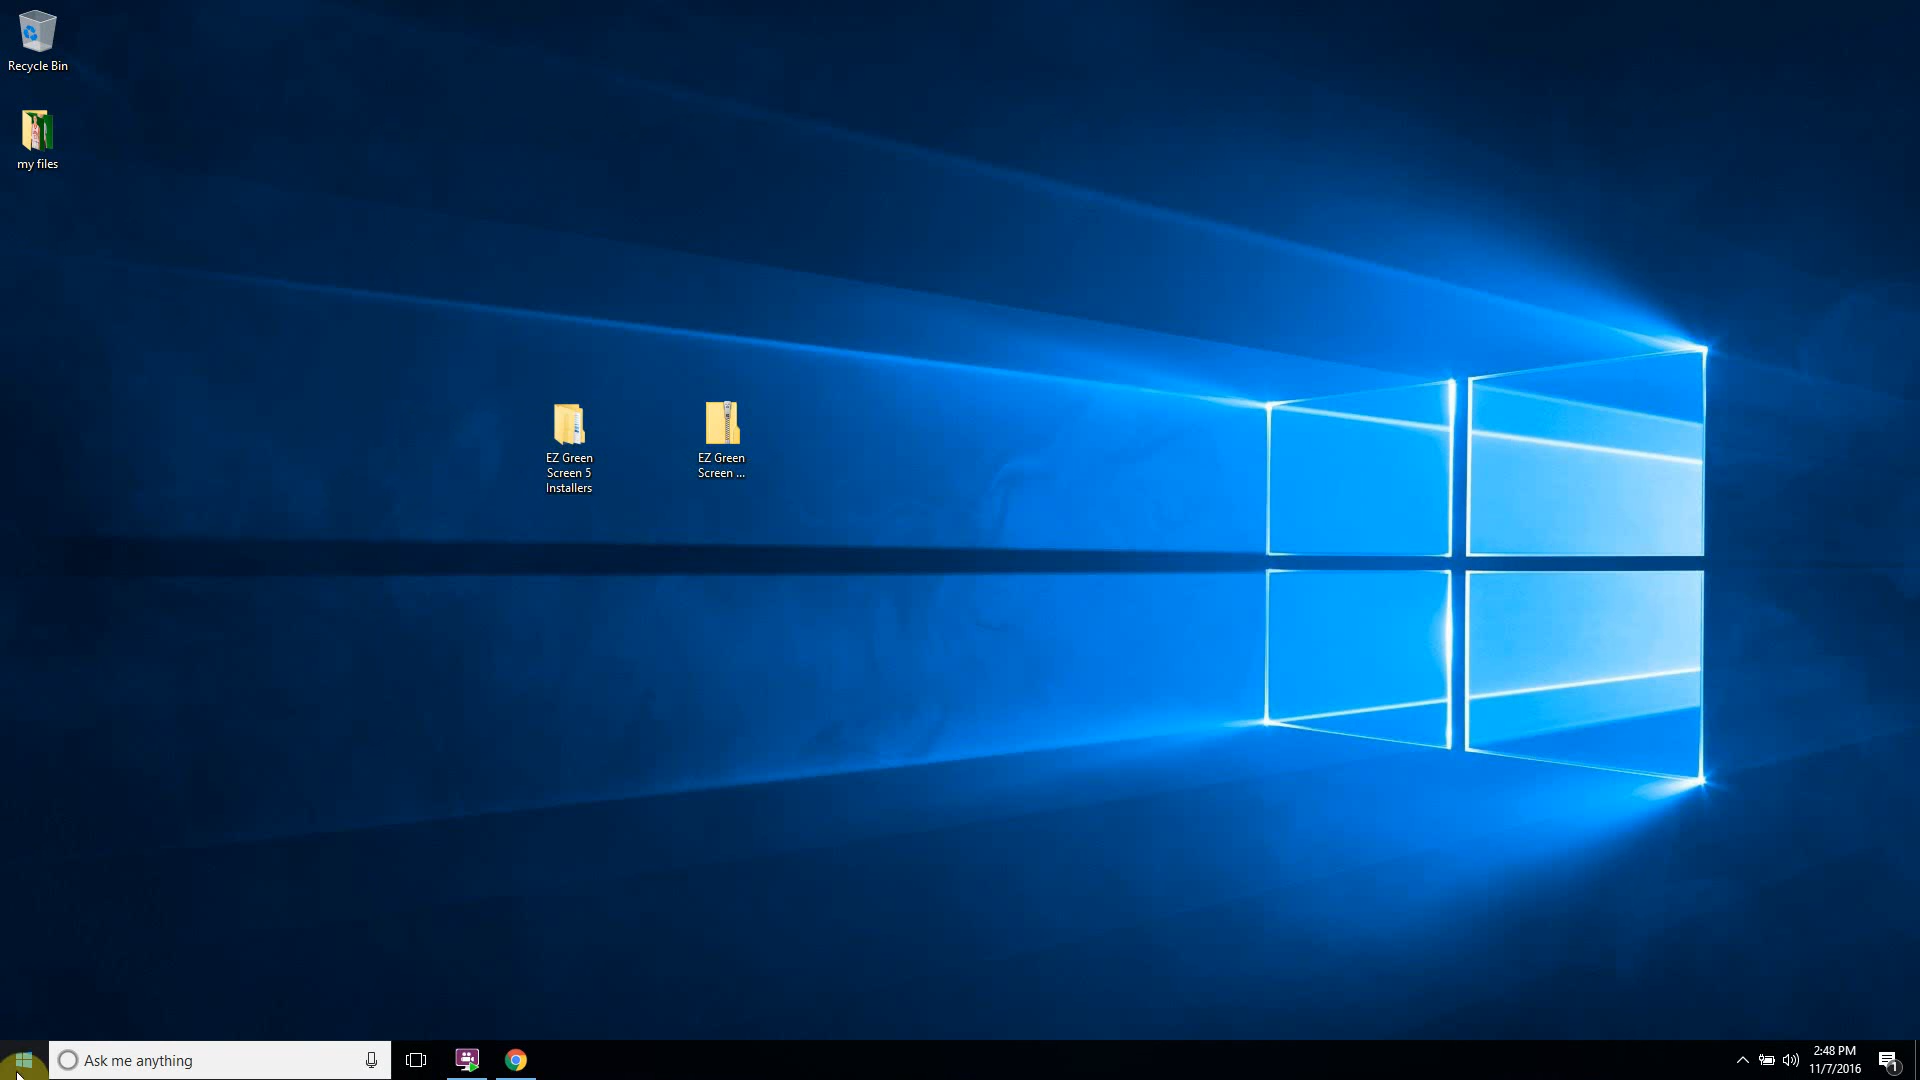 Recycle Bin
my files
EZ Green
Screen 5
Installers
EZ Green
Screen ...
Ask me anything
2:48 PM
11/7/2016
1